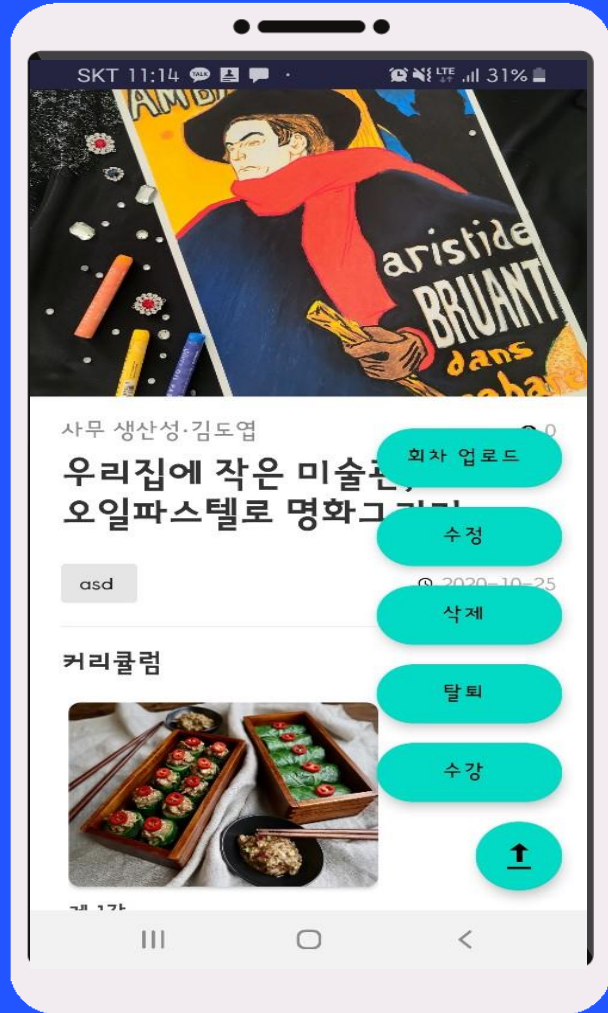 SKT 11:14 TALK LTE 31%
AMBA
aristide
BRUANT
dans
사무 생산성·김도엽 0
우리집에 작은 미술관,
오일파스텔로 명화그리기
회차 업로드
수정
asd 2020-10-25
삭제
커리큘럼
탈퇴
수강